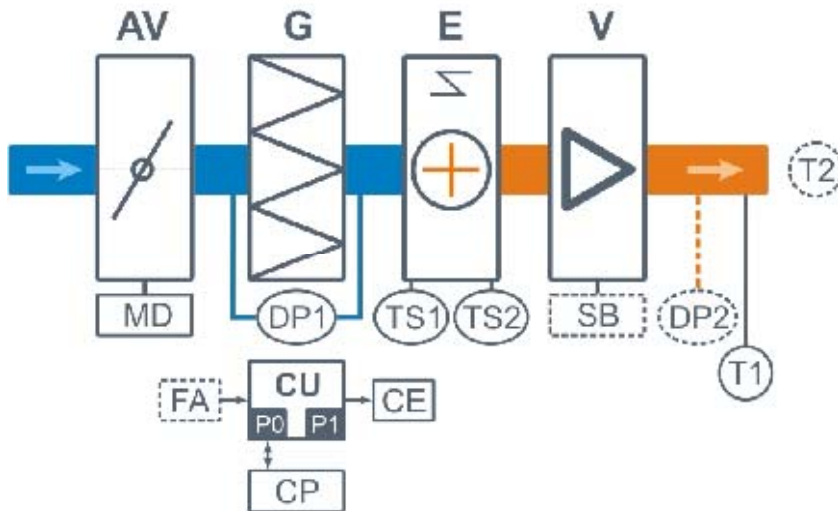 AV G E V
T2
MD DP1 TS1 TS2 SB DP2
T1
FA CU CE
P0 P1
CP